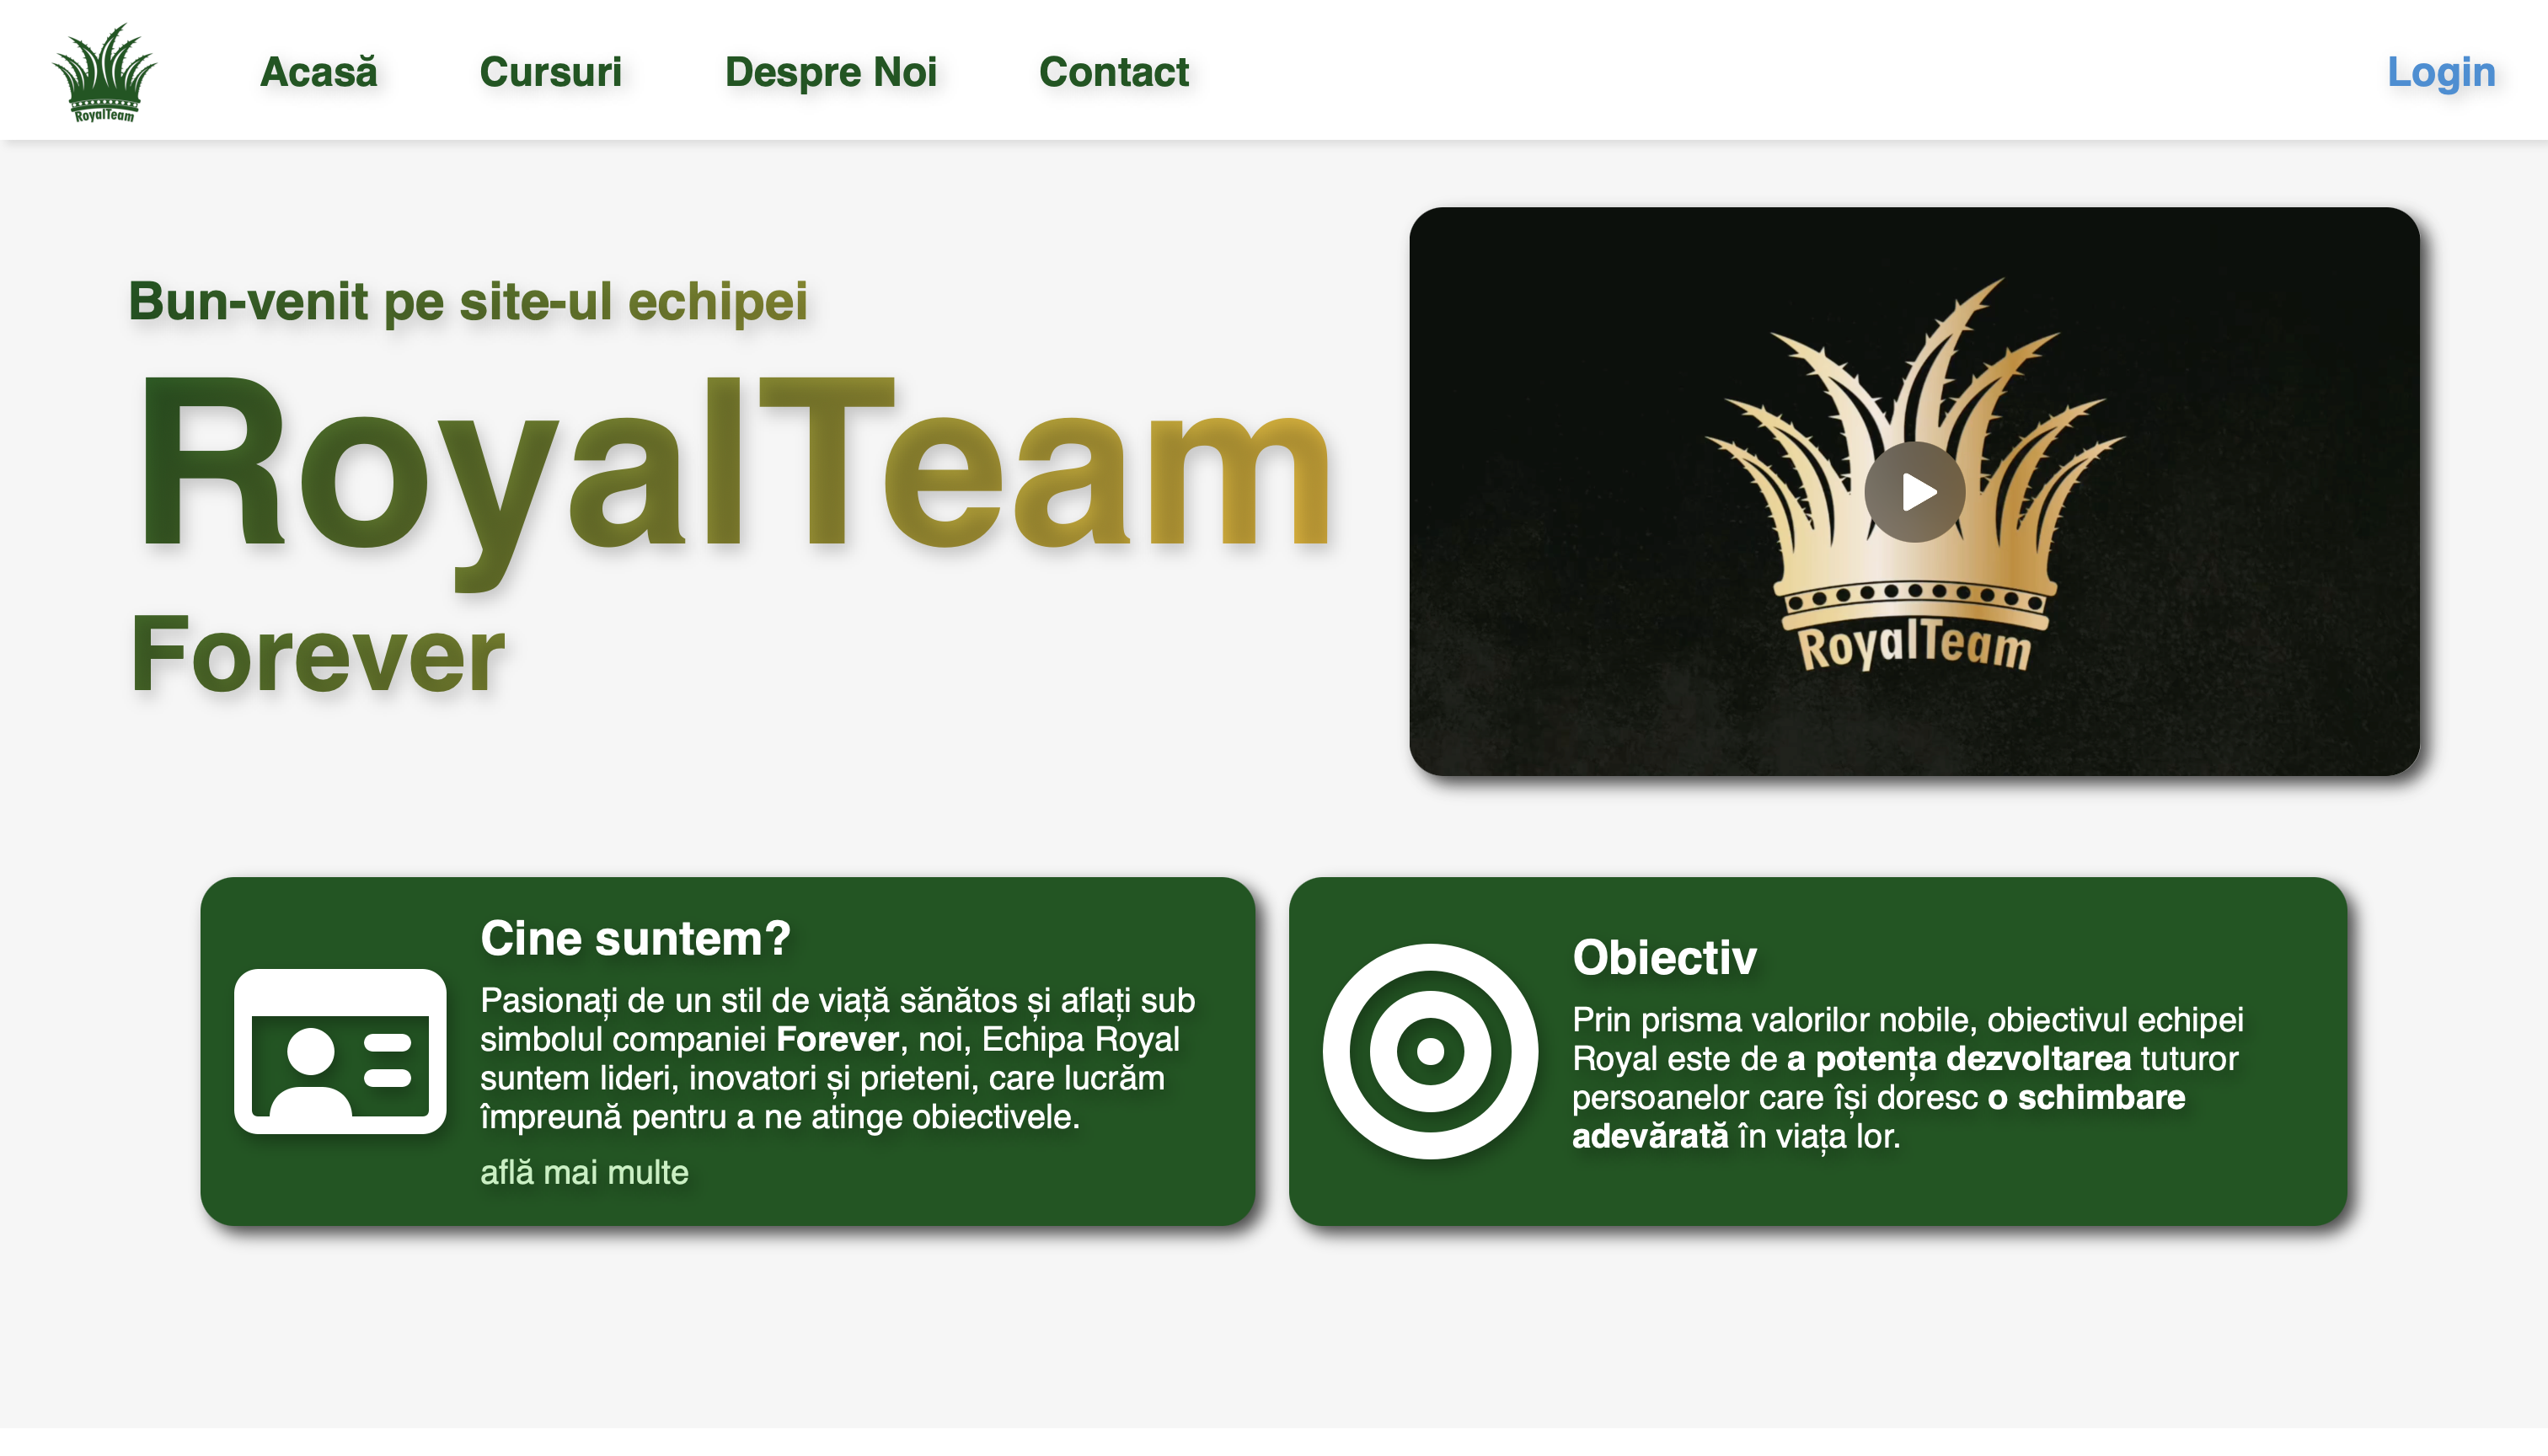 RoyalTeam
Acasă
Cursuri
Despre Noi
Contact
Login
Bun-venit pe site-ul echipei
RoyalTeam
Forever
RoyalTeam
Cine suntem?
Pasionați de un stil de viață sănătos și aflați sub
simbolul companiei Forever, noi, Echipa Royal
suntem lideri, inovatori și prieteni, care lucrăm
împreună pentru a ne atinge obiectivele.
află mai multe
Obiectiv
Prin prisma valorilor nobile, obiectivul echipei
Royal este de a potența dezvoltarea tuturor
persoanelor care își doresc o schimbare
adevărată în viața lor.